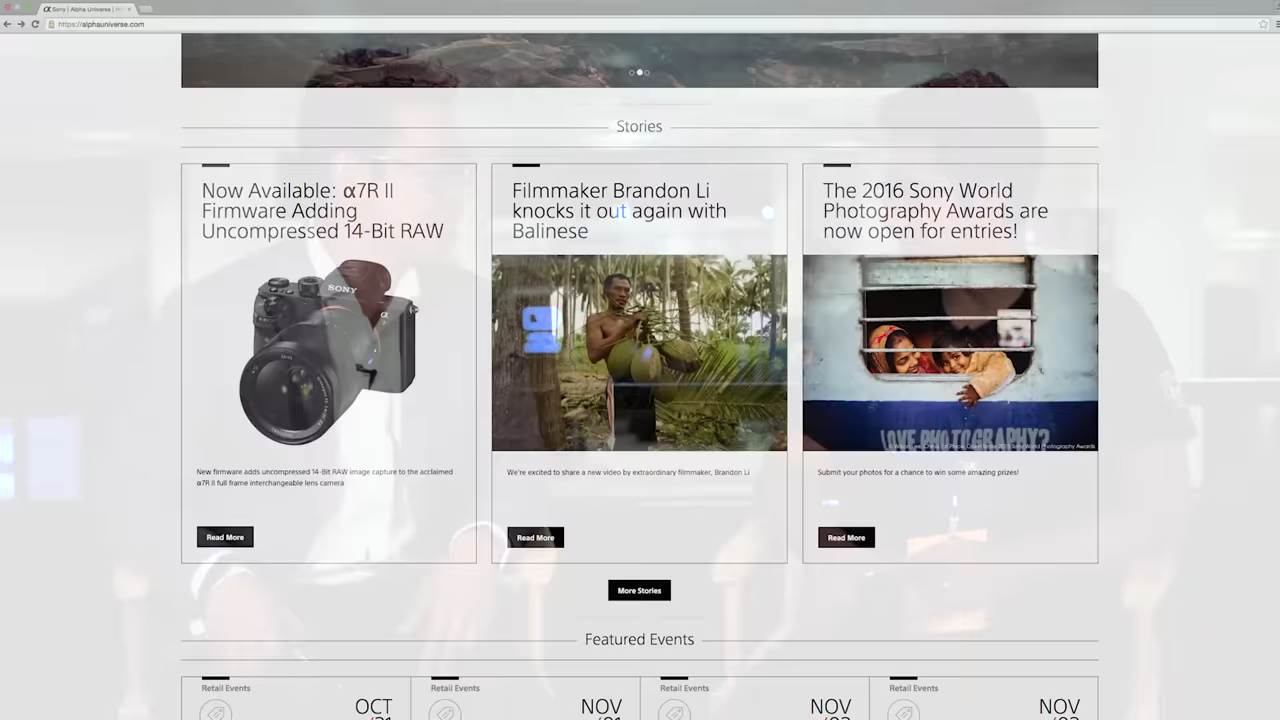 α Sony | Alpha Universe | H
https://alphauniverse.com
Stories
Now Available: α7R II
Firmware Adding
Uncompressed 14-Bit RAW
SONY
α
New firmware adds uncompressed 14-Bit RAW image capture to the acclaimed
α7R II full frame interchangeable lens camera
Read More
Filmmaker Brandon Li
knocks it out again with
Balinese
We're excited to share a new video by extraordinary filmmaker, Brandon Li
Read More
The 2016 Sony World
Photography Awards are
now open for entries!
LOVE PHOTOGRAPHY?
World Photography Awards
Submit your photos for a chance to win some amazing prizes!
Read More
More Stories
Featured Events
Retail Events
OCT
Retail Events
NOV
Retail Events
NOV
Retail Events
NOV